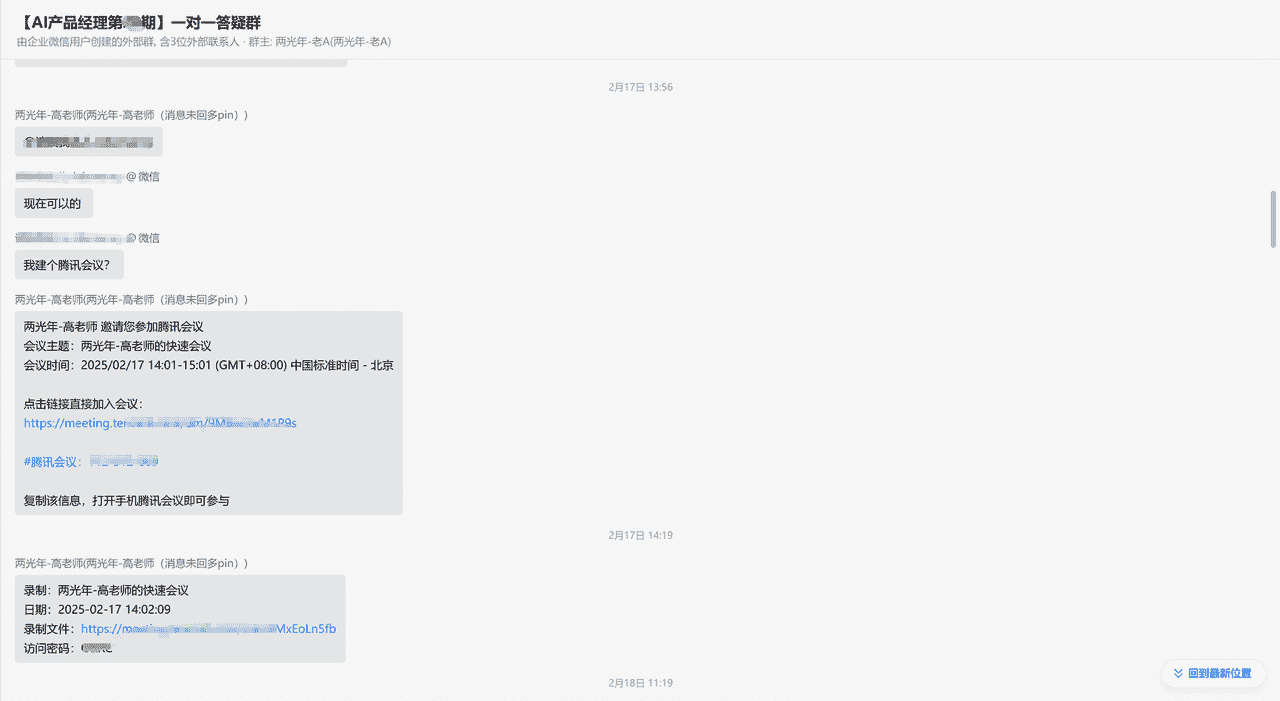 【AI产品经理第 期】一对一答疑群
由企业微信用户创建的外部群, 含3位外部联系人 · 群主: 两光年-老A(两光年-老A)
2月17日 13:56
两光年-高老师(两光年-高老师（消息未回多pin）)
@微信
现在可以的
@微信
我建个腾讯会议?
两光年-高老师(两光年-高老师（消息未回多pin）)
两光年-高老师 邀请您参加腾讯会议
会议主题：两光年-高老师的快速会议
会议时间：2025/02/17 14:01-15:01 (GMT+08:00) 中国标准时间 - 北京
点击链接直接加入会议：
https://meeting.ten
#腾讯会议：
复制该信息，打开手机腾讯会议即可参与
2月17日 14:19
两光年-高老师(两光年-高老师（消息未回多pin）)
录制：两光年-高老师的快速会议
日期：2025-02-17 14:02:09
录制文件：https://m MxEoLn5fb
访问密码：
2月18日 11:19
回到最新位置